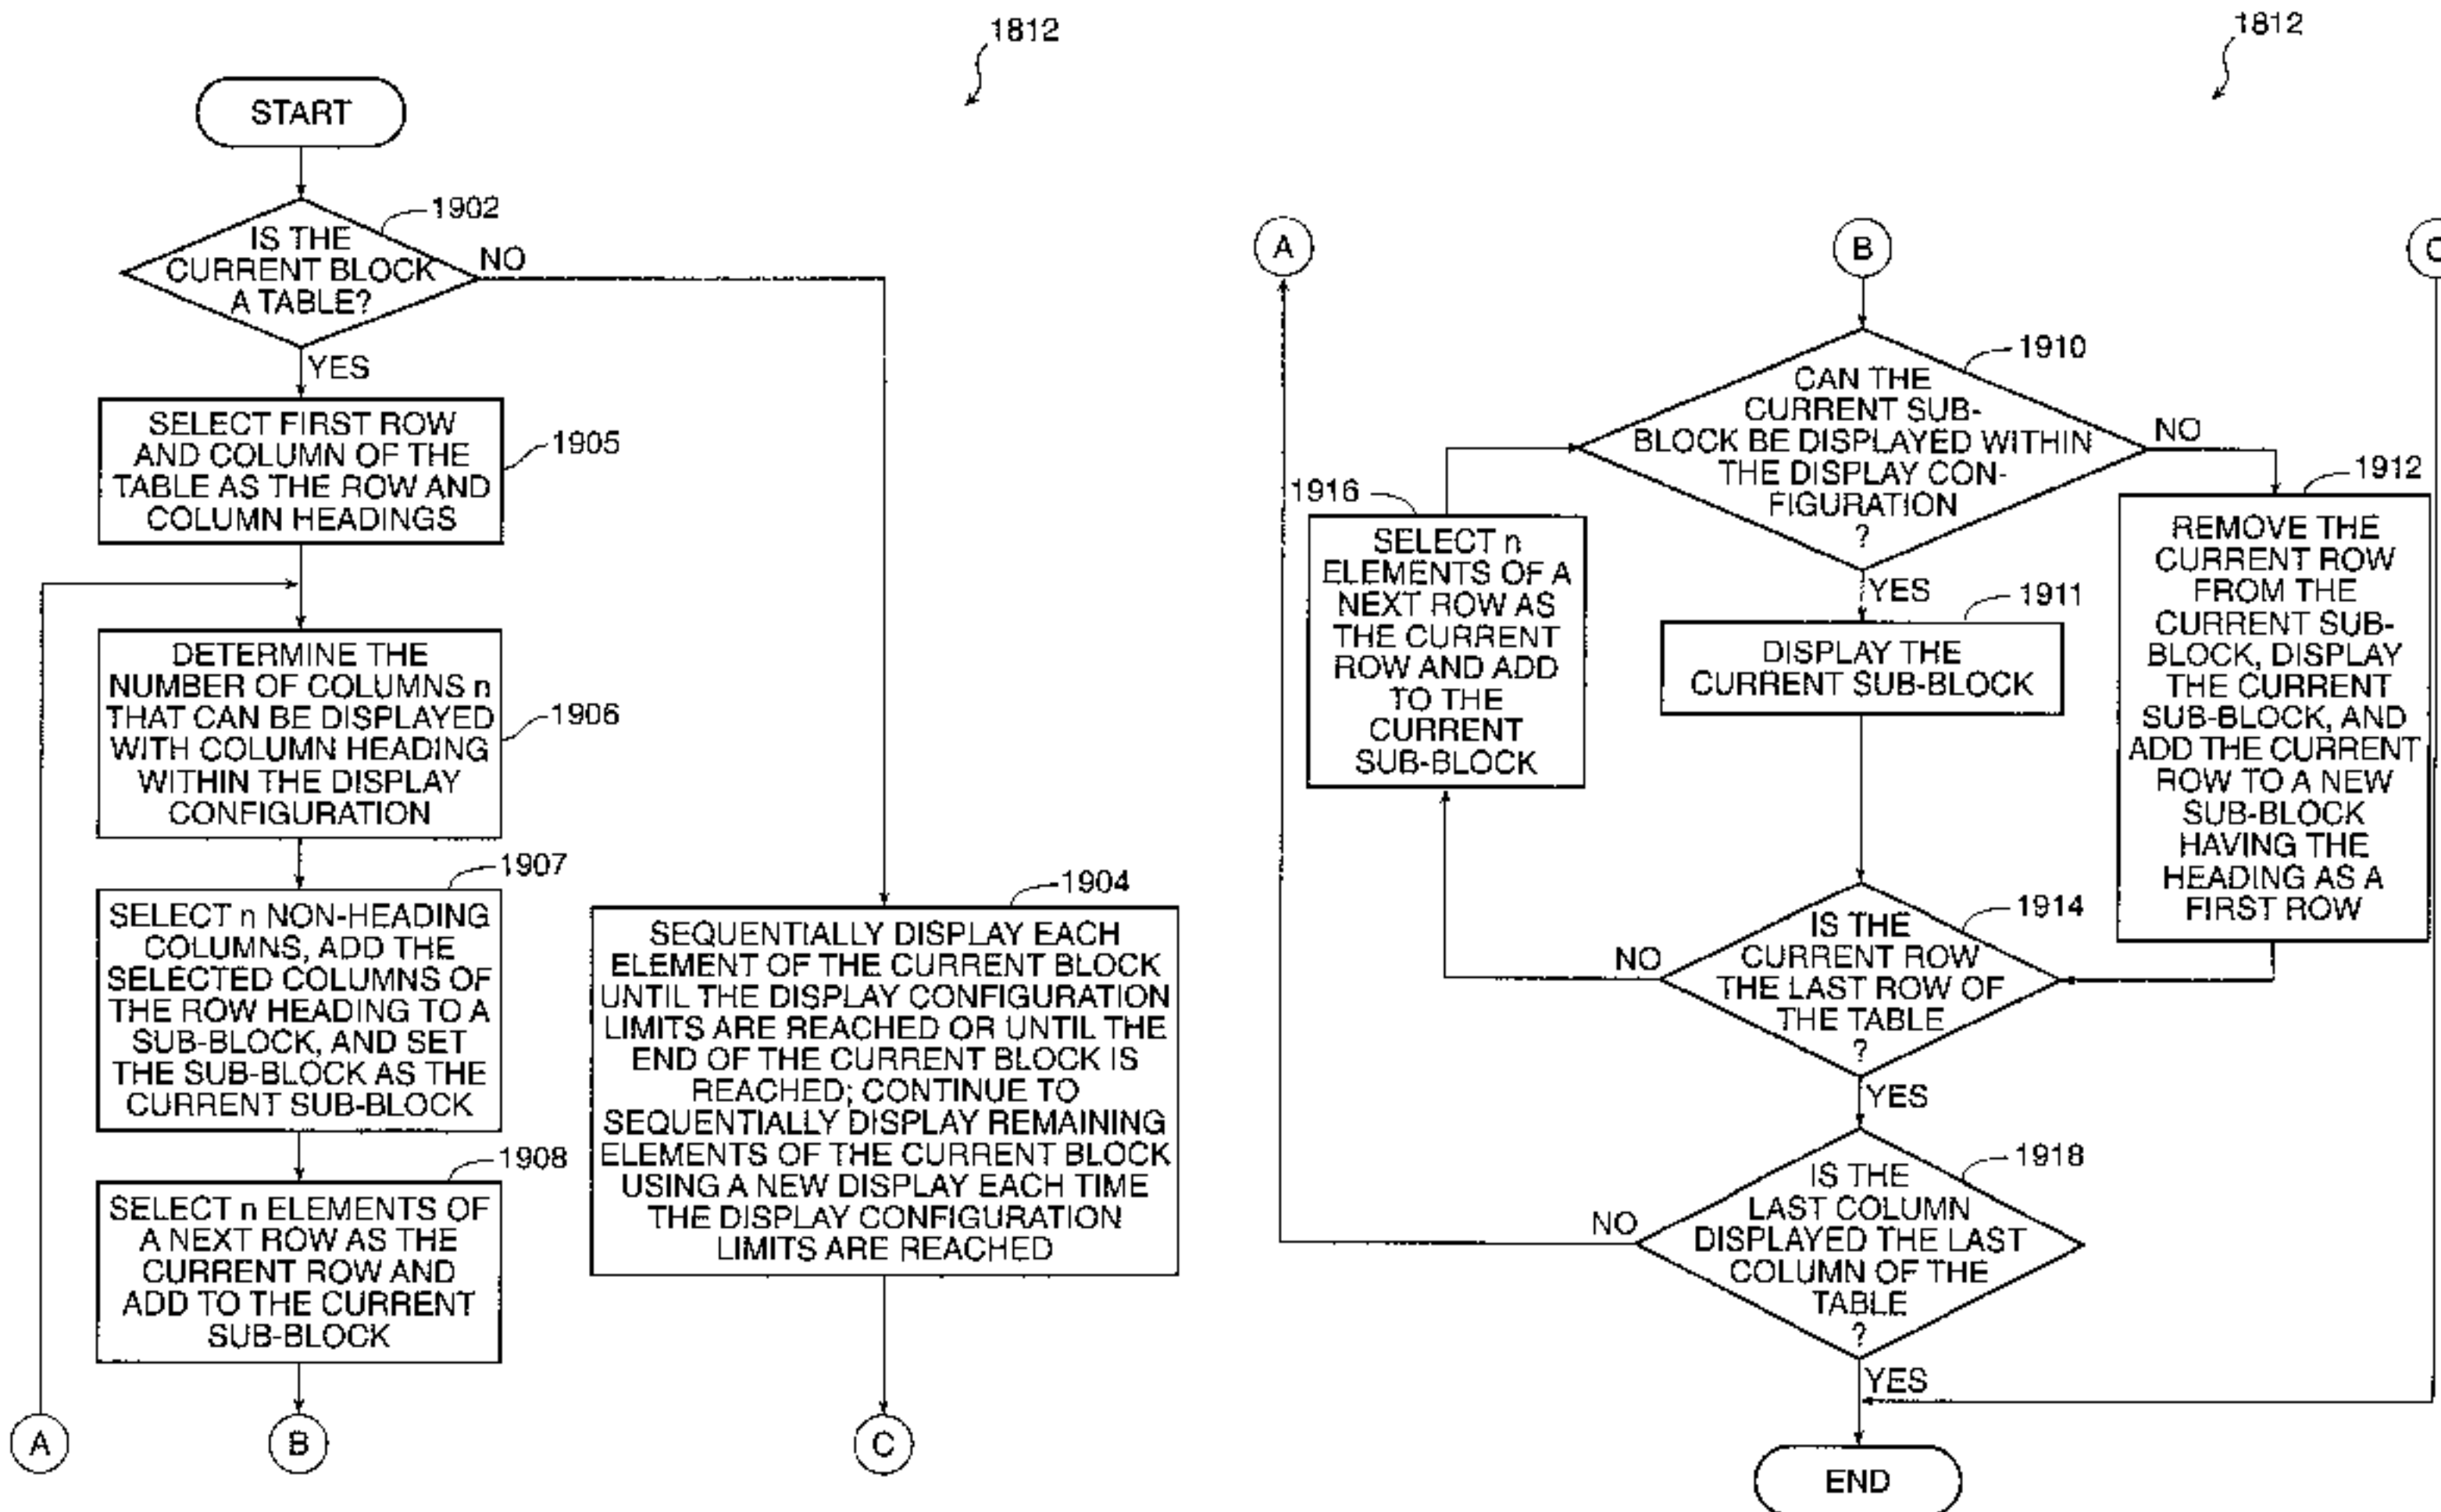 1812
START
1902
IS THE
CURRENT BLOCK
A TABLE?
NO
YES
SELECT FIRST ROW
AND COLUMN OF THE
TABLE AS THE ROW AND
COLUMN HEADINGS
1905
DETERMINE THE
NUMBER OF COLUMNS n
THAT CAN BE DISPLAYED
WITH COLUMN HEADING
WITHIN THE DISPLAY
CONFIGURATION
1906
1907
SELECT n NON-HEADING
COLUMNS, ADD THE
SELECTED COLUMNS OF
THE ROW HEADING TO A
SUB-BLOCK, AND SET
THE SUB-BLOCK AS THE
CURRENT SUB-BLOCK
1908
SELECT n ELEMENTS OF
A NEXT ROW AS THE
CURRENT ROW AND
ADD TO THE CURRENT
SUB-BLOCK
1904
SEQUENTIALLY DISPLAY EACH
ELEMENT OF THE CURRENT BLOCK
UNTIL THE DISPLAY CONFIGURATION
LIMITS ARE REACHED OR UNTIL THE
END OF THE CURRENT BLOCK IS
REACHED; CONTINUE TO
SEQUENTIALLY DISPLAY REMAINING
ELEMENTS OF THE CURRENT BLOCK
USING A NEW DISPLAY EACH TIME
THE DISPLAY CONFIGURATION
LIMITS ARE REACHED
A
B
C
1812
A
B
C
1910
CAN THE
CURRENT SUB-
BLOCK BE DISPLAYED WITHIN
THE DISPLAY CON-
FIGURATION
?
NO
YES
1912
REMOVE THE
CURRENT ROW
FROM THE
CURRENT SUB-
BLOCK, DISPLAY
THE CURRENT
SUB-BLOCK, AND
ADD THE CURRENT
ROW TO A NEW
SUB-BLOCK
HAVING THE
HEADING AS A
FIRST ROW
1916
SELECT n
ELEMENTS OF A
NEXT ROW AS
THE CURRENT
ROW AND ADD
TO THE
CURRENT
SUB-BLOCK
1911
DISPLAY THE
CURRENT SUB-BLOCK
1914
IS THE
CURRENT ROW
THE LAST ROW OF
THE TABLE
?
NO
YES
1918
IS THE
LAST COLUMN
DISPLAYED THE LAST
COLUMN OF THE
TABLE
?
NO
YES
END